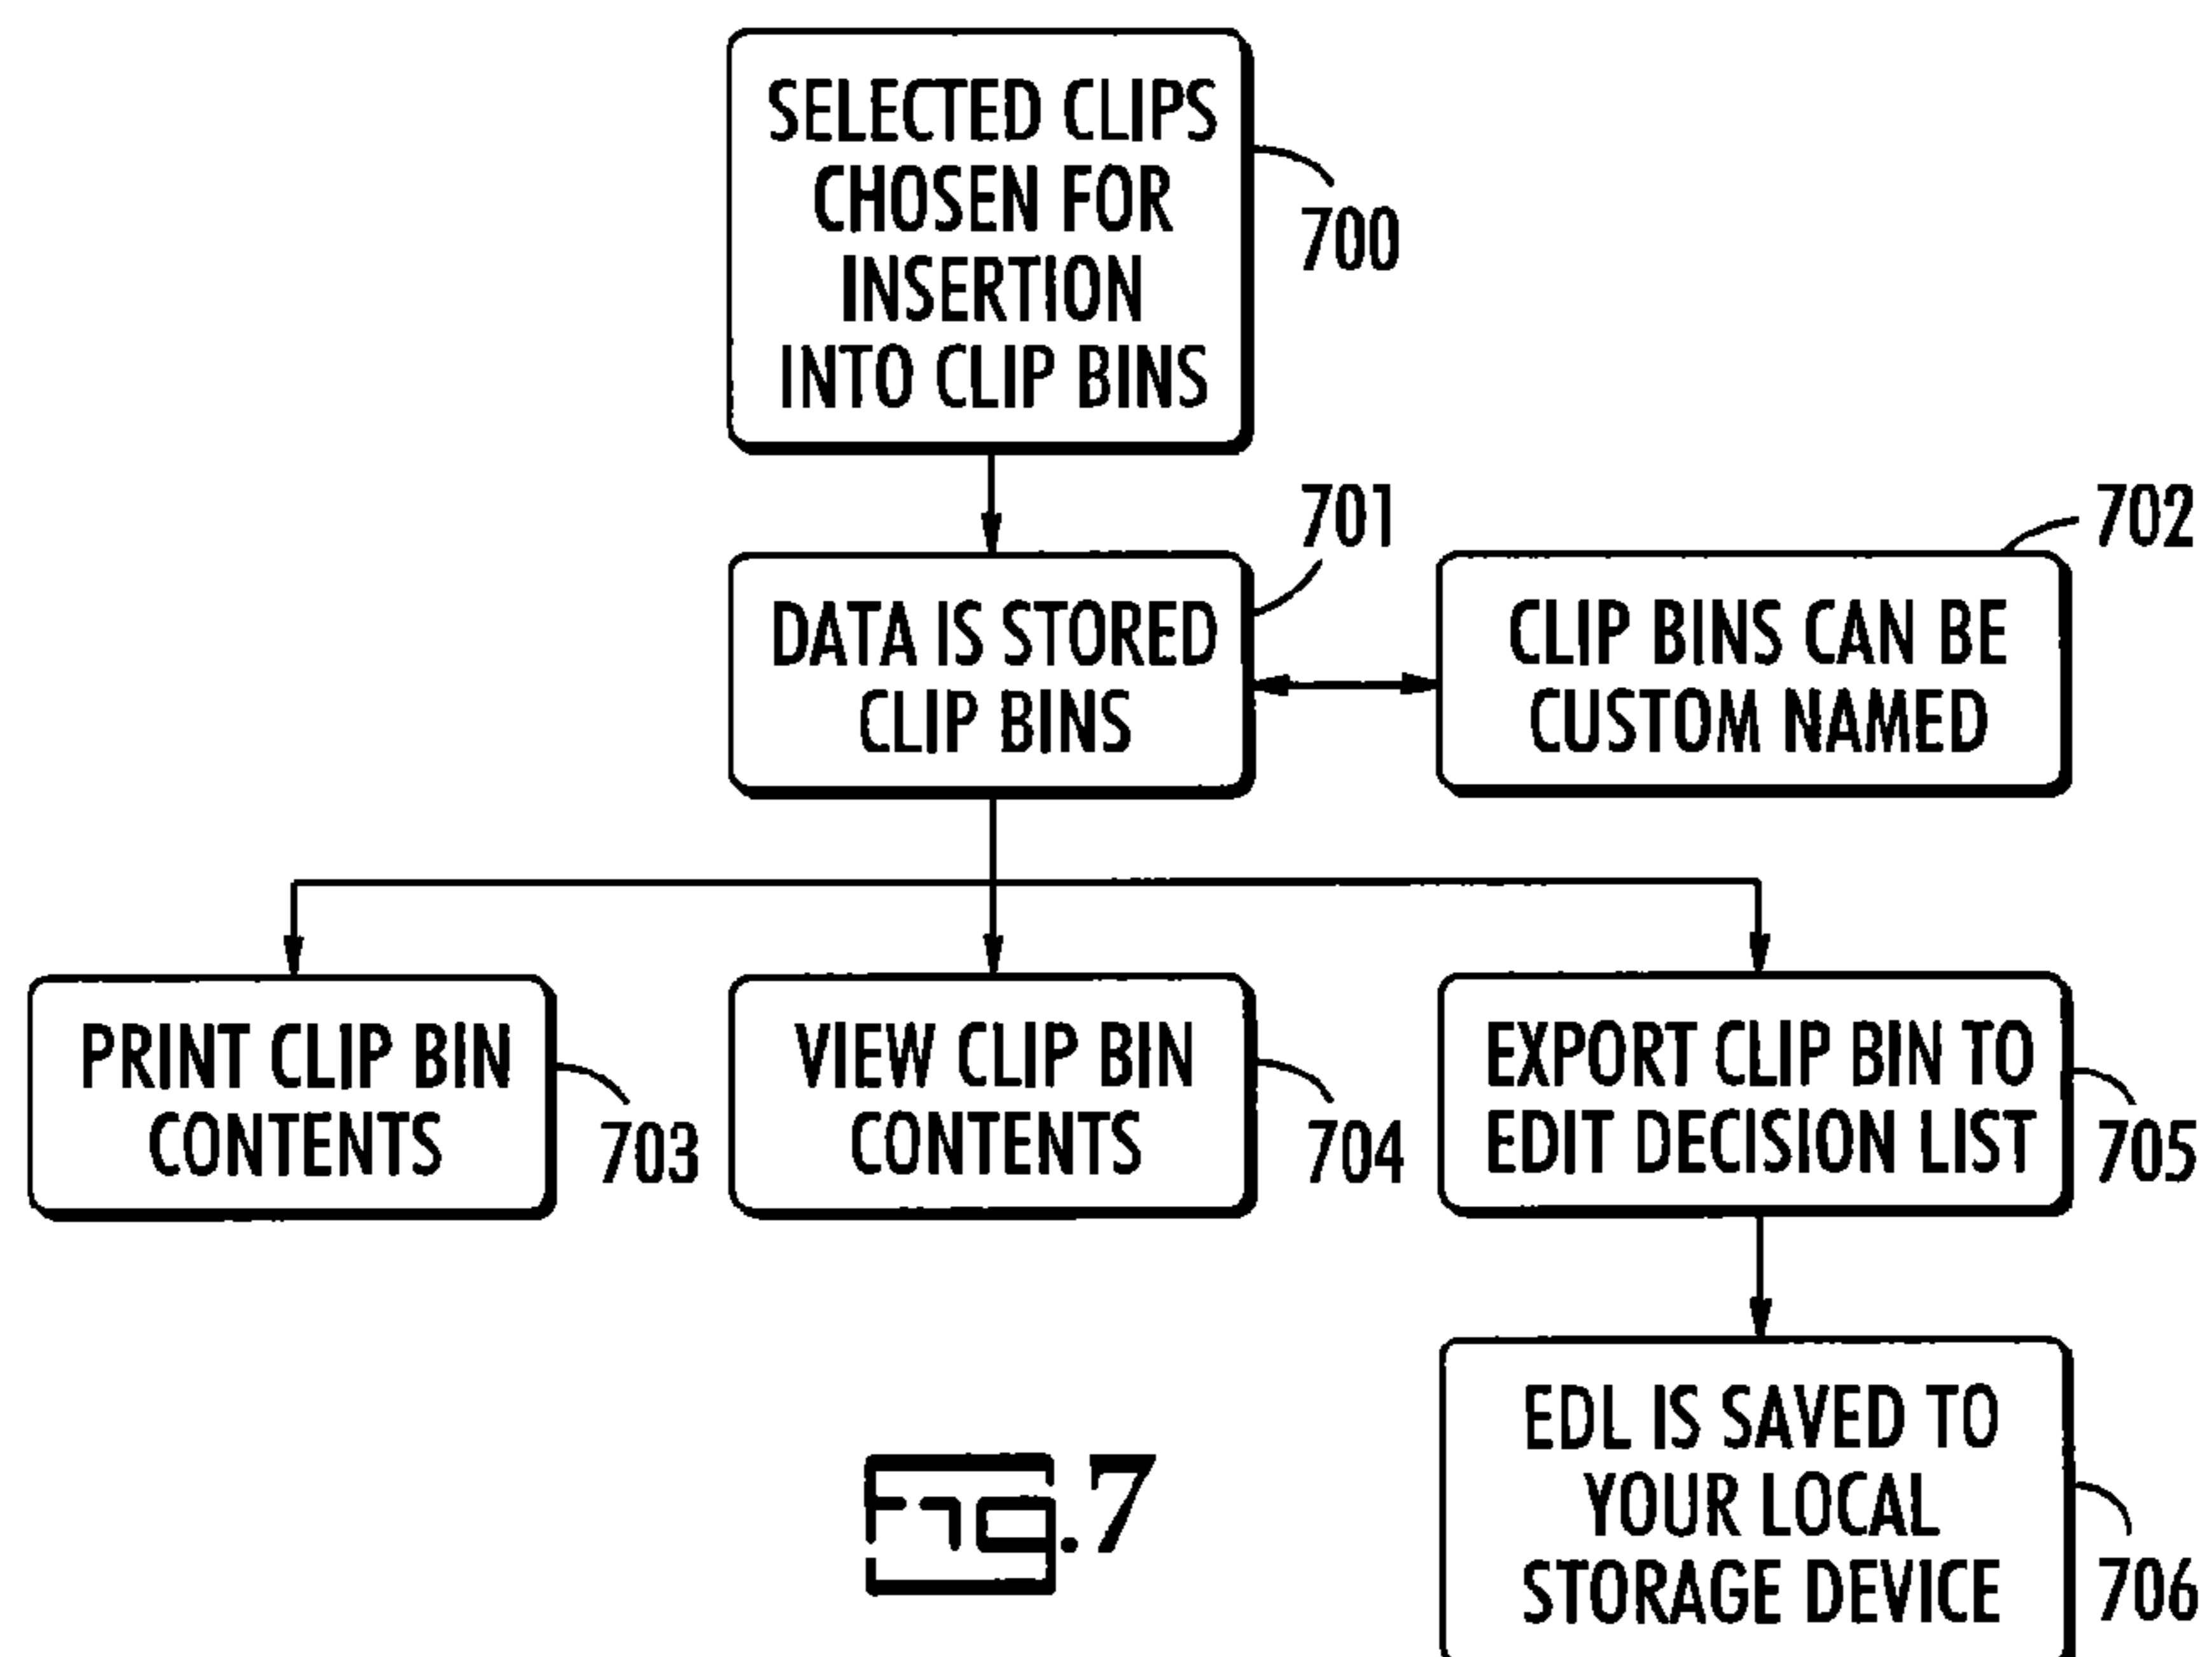 SELECTED CLIPS
CHOSEN FOR
INSERTION
INTO CLIP BINS
700
701
DATA IS STORED
CLIP BINS
702
CLIP BINS CAN BE
CUSTOM NAMED
PRINT CLIP BIN
CONTENTS
703
VIEW CLIP BIN
CONTENTS
704
EXPORT CLIP BIN TO
EDIT DECISION LIST
705
EDL IS SAVED TO
YOUR LOCAL
STORAGE DEVICE
706
Fig.7